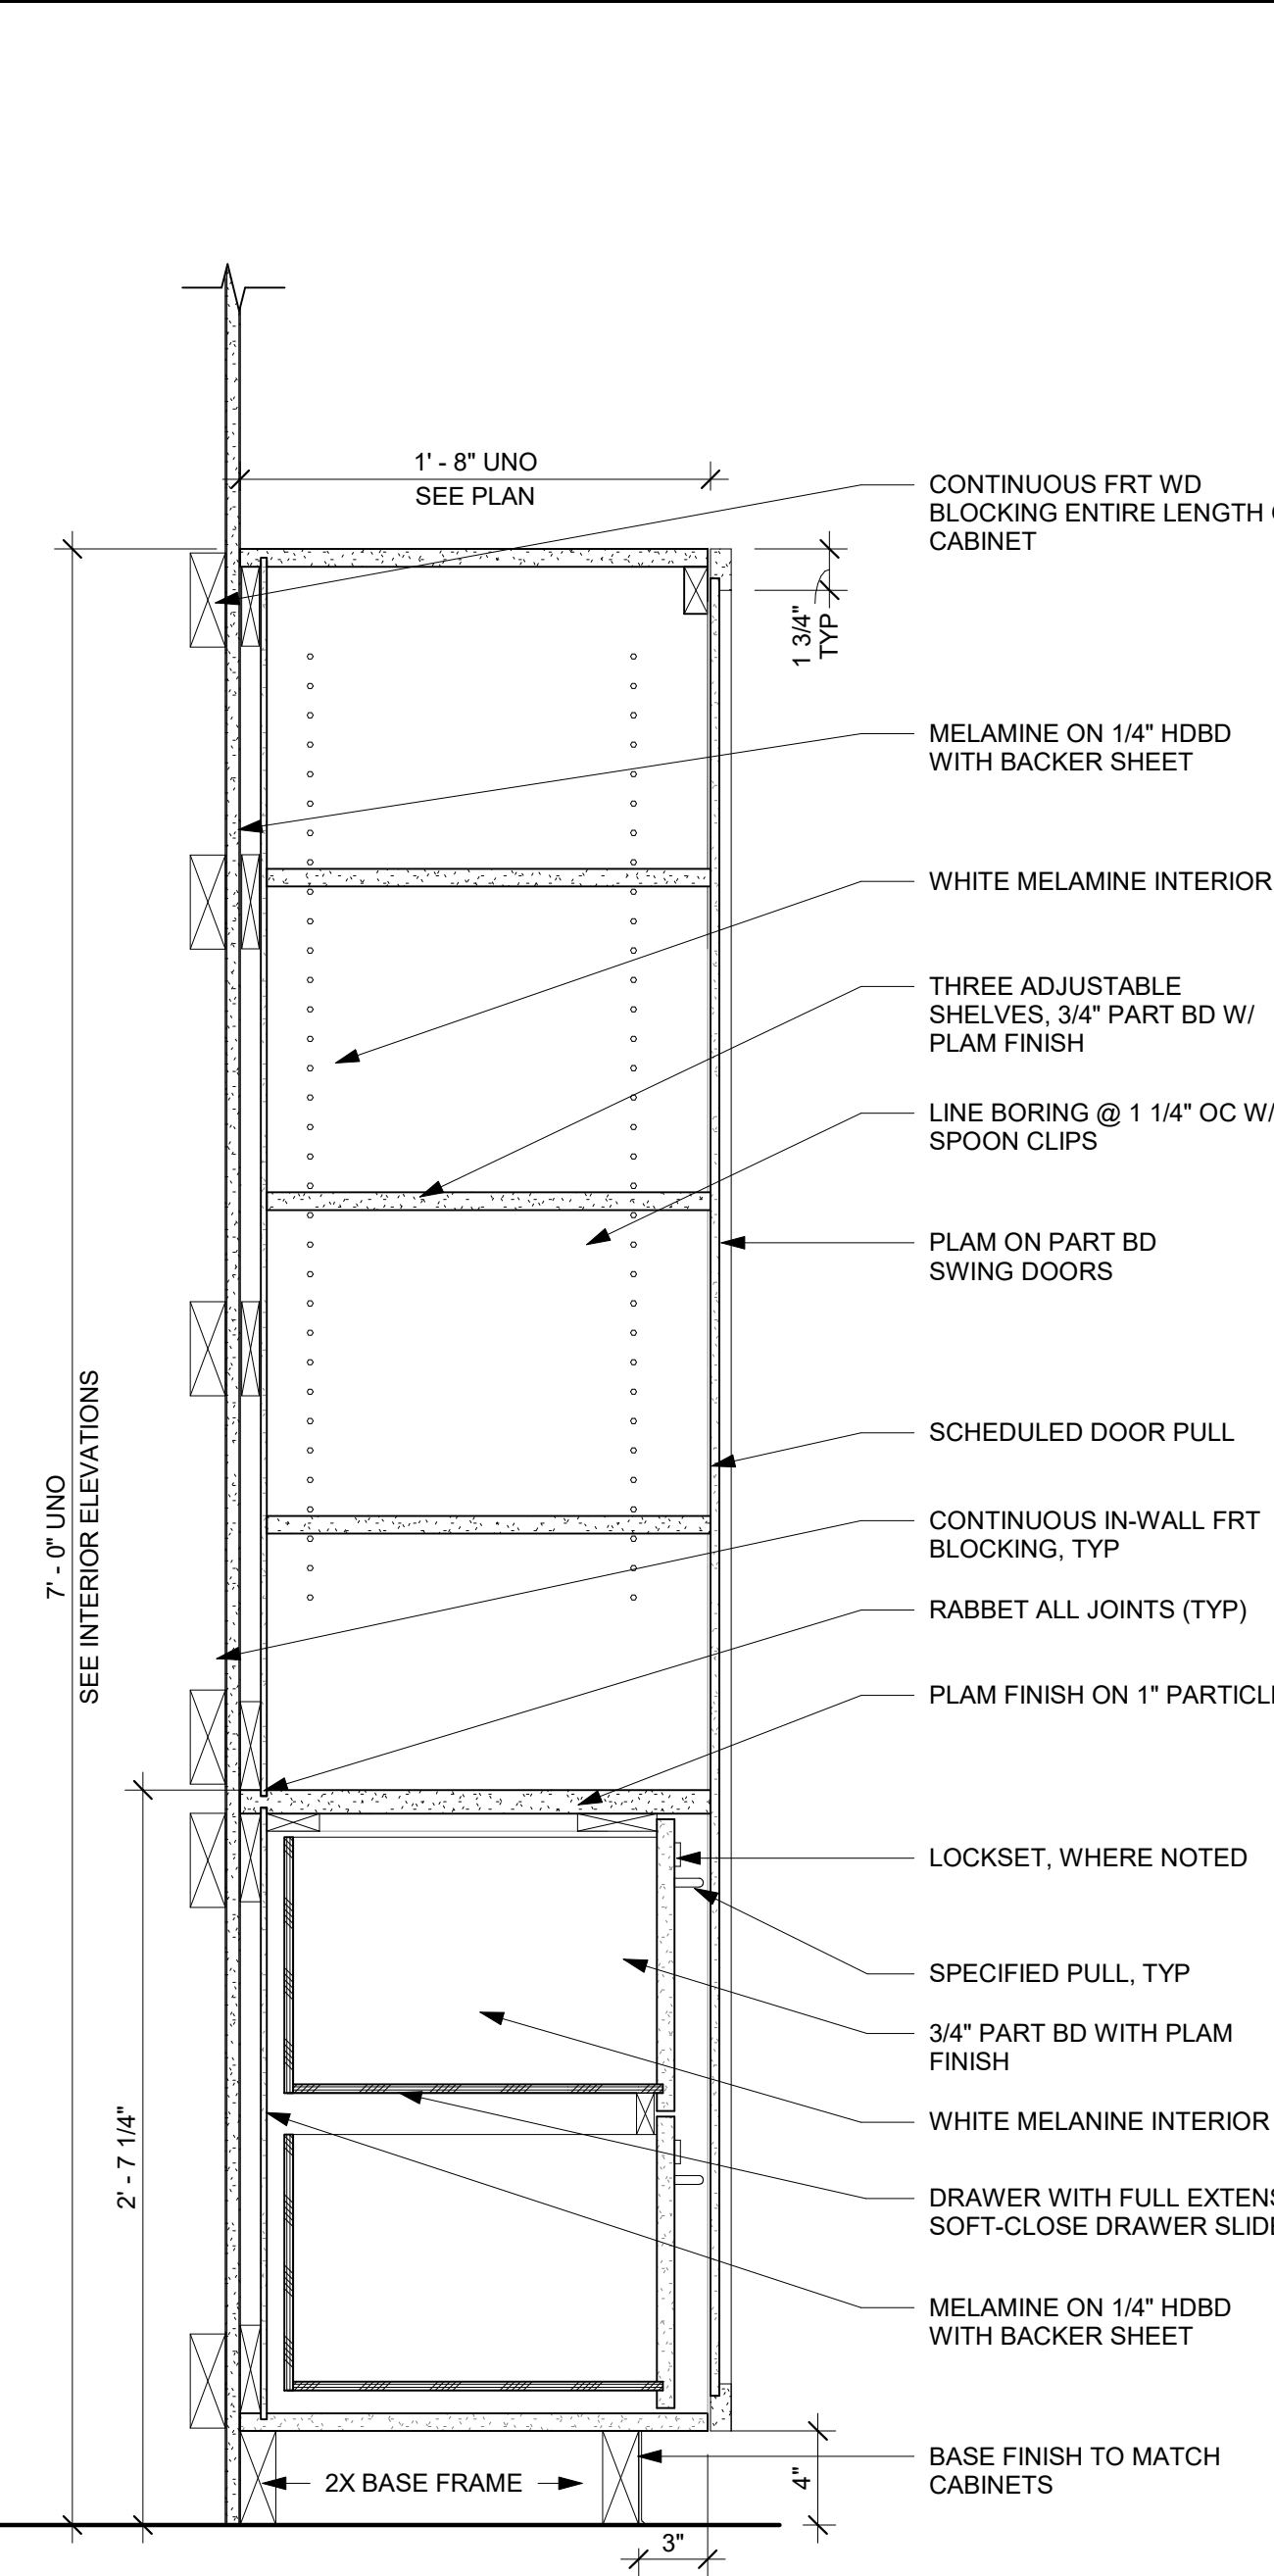 1' - 8" UNO
SEE PLAN
CONTINUOUS FRT WD
BLOCKING ENTIRE LENGTH
CABINET
1 3/4"
TYP
MELAMINE ON 1/4" HDBD
WITH BACKER SHEET
WHITE MELAMINE INTERIOR
THREE ADJUSTABLE
SHELVES, 3/4" PART BD W/
PLAM FINISH
LINE BORING @ 1 1/4" OC W/
SPOON CLIPS
PLAM ON PART BD
SWING DOORS
7' - 0" UNO
SEE INTERIOR ELEVATIONS
SCHEDULED DOOR PULL
CONTINUOUS IN-WALL FRT
BLOCKING, TYP
RABBET ALL JOINTS (TYP)
PLAM FINISH ON 1"
LOCKSET, WHERE NOTED
SPECIFIED PULL, TYP
3/4" PART BD WITH PLAM
FINISH
2' - 7 1/4"
WHITE MELANINE INTERIOR
DRAWER WITH FULL
SOFT-CLOSE DRAWER
MELAMINE ON 1/4" HDBD
WITH BACKER SHEET
BASE FINISH TO MATCH
CABINETS
2X BASE FRAME
4"
3"